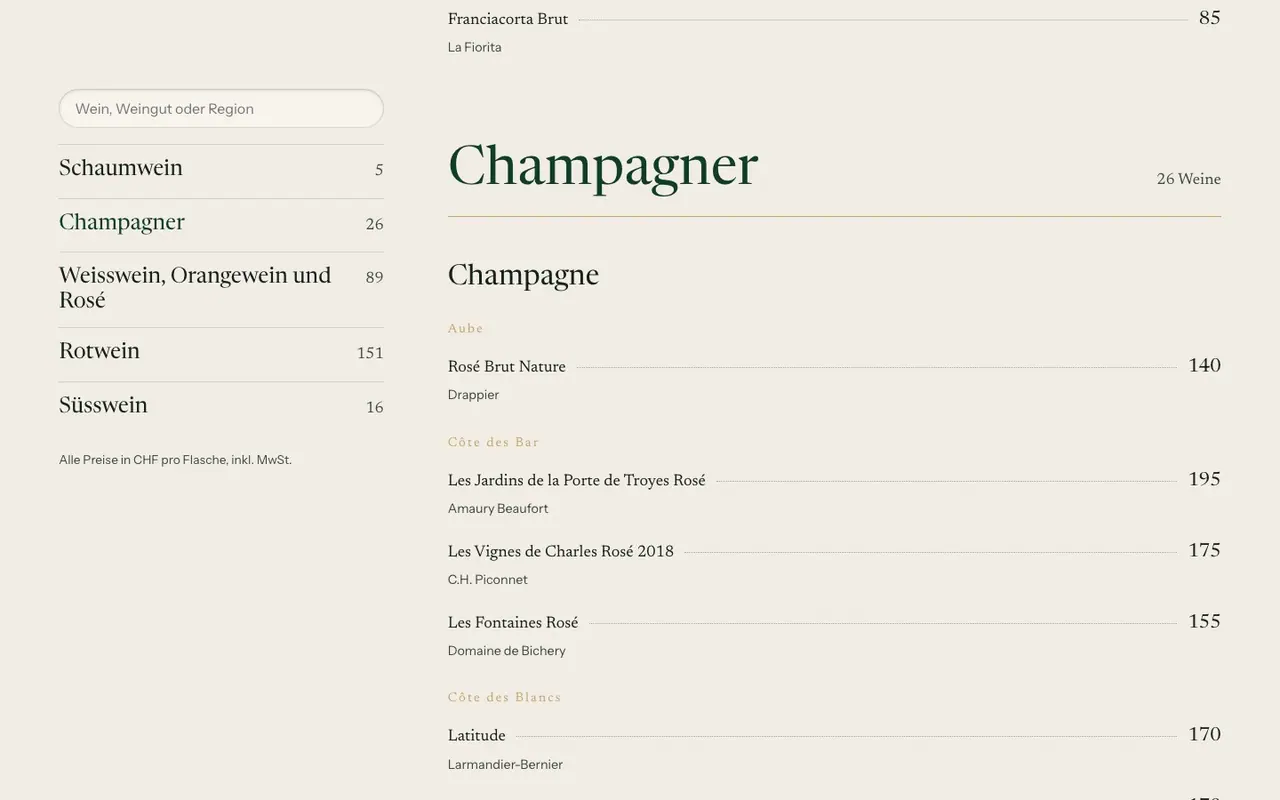 Franciacorta Brut 85
La Fiorita
Wein, Weingut oder Region
Schaumwein 5
Champagner 26
Weisswein, Orangewein und 89
Rosé
Rotwein 151
Süsswein 16
Alle Preise in CHF pro Flasche, inkl. MwSt.
Champagner 26 Weine
Champagne
Aube
Rosé Brut Nature 140
Drappier
Côte des Bar
Les Jardins de la Porte de Troyes Rosé 195
Amaury Beaufort
Les Vignes de Charles Rosé 2018 175
C.H. Piconnet
Les Fontaines Rosé 155
Domaine de Bichery
Côte des Blancs
Latitude 170
Larmandier-Bernier